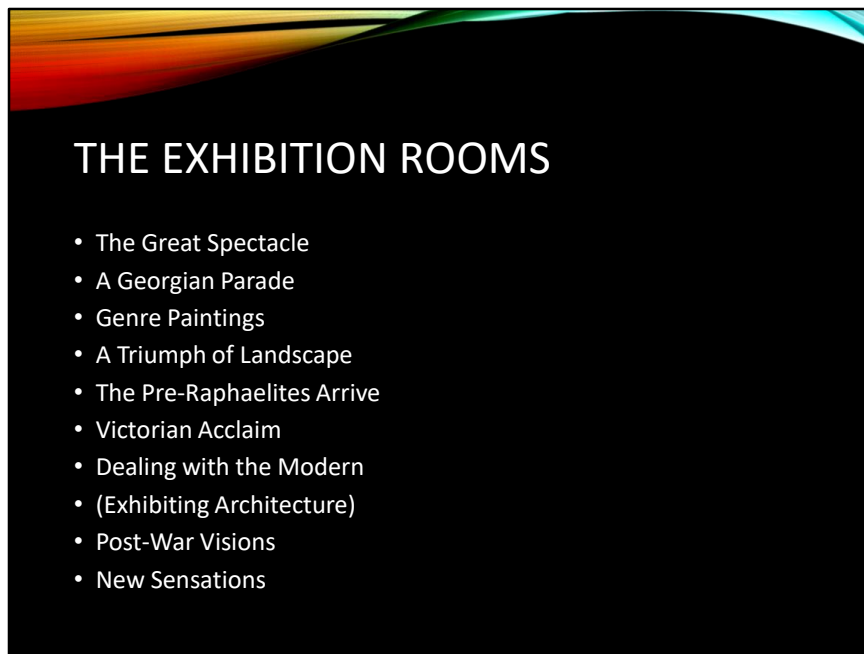 THE EXHIBITION ROOMS
• The Great Spectacle
• A Georgian Parade
• Genre Paintings
• A Triumph of Landscape
• The Pre-Raphaelites Arrive
• Victorian Acclaim
• Dealing with the Modern
• (Exhibiting Architecture)
• Post-War Visions
• New Sensations